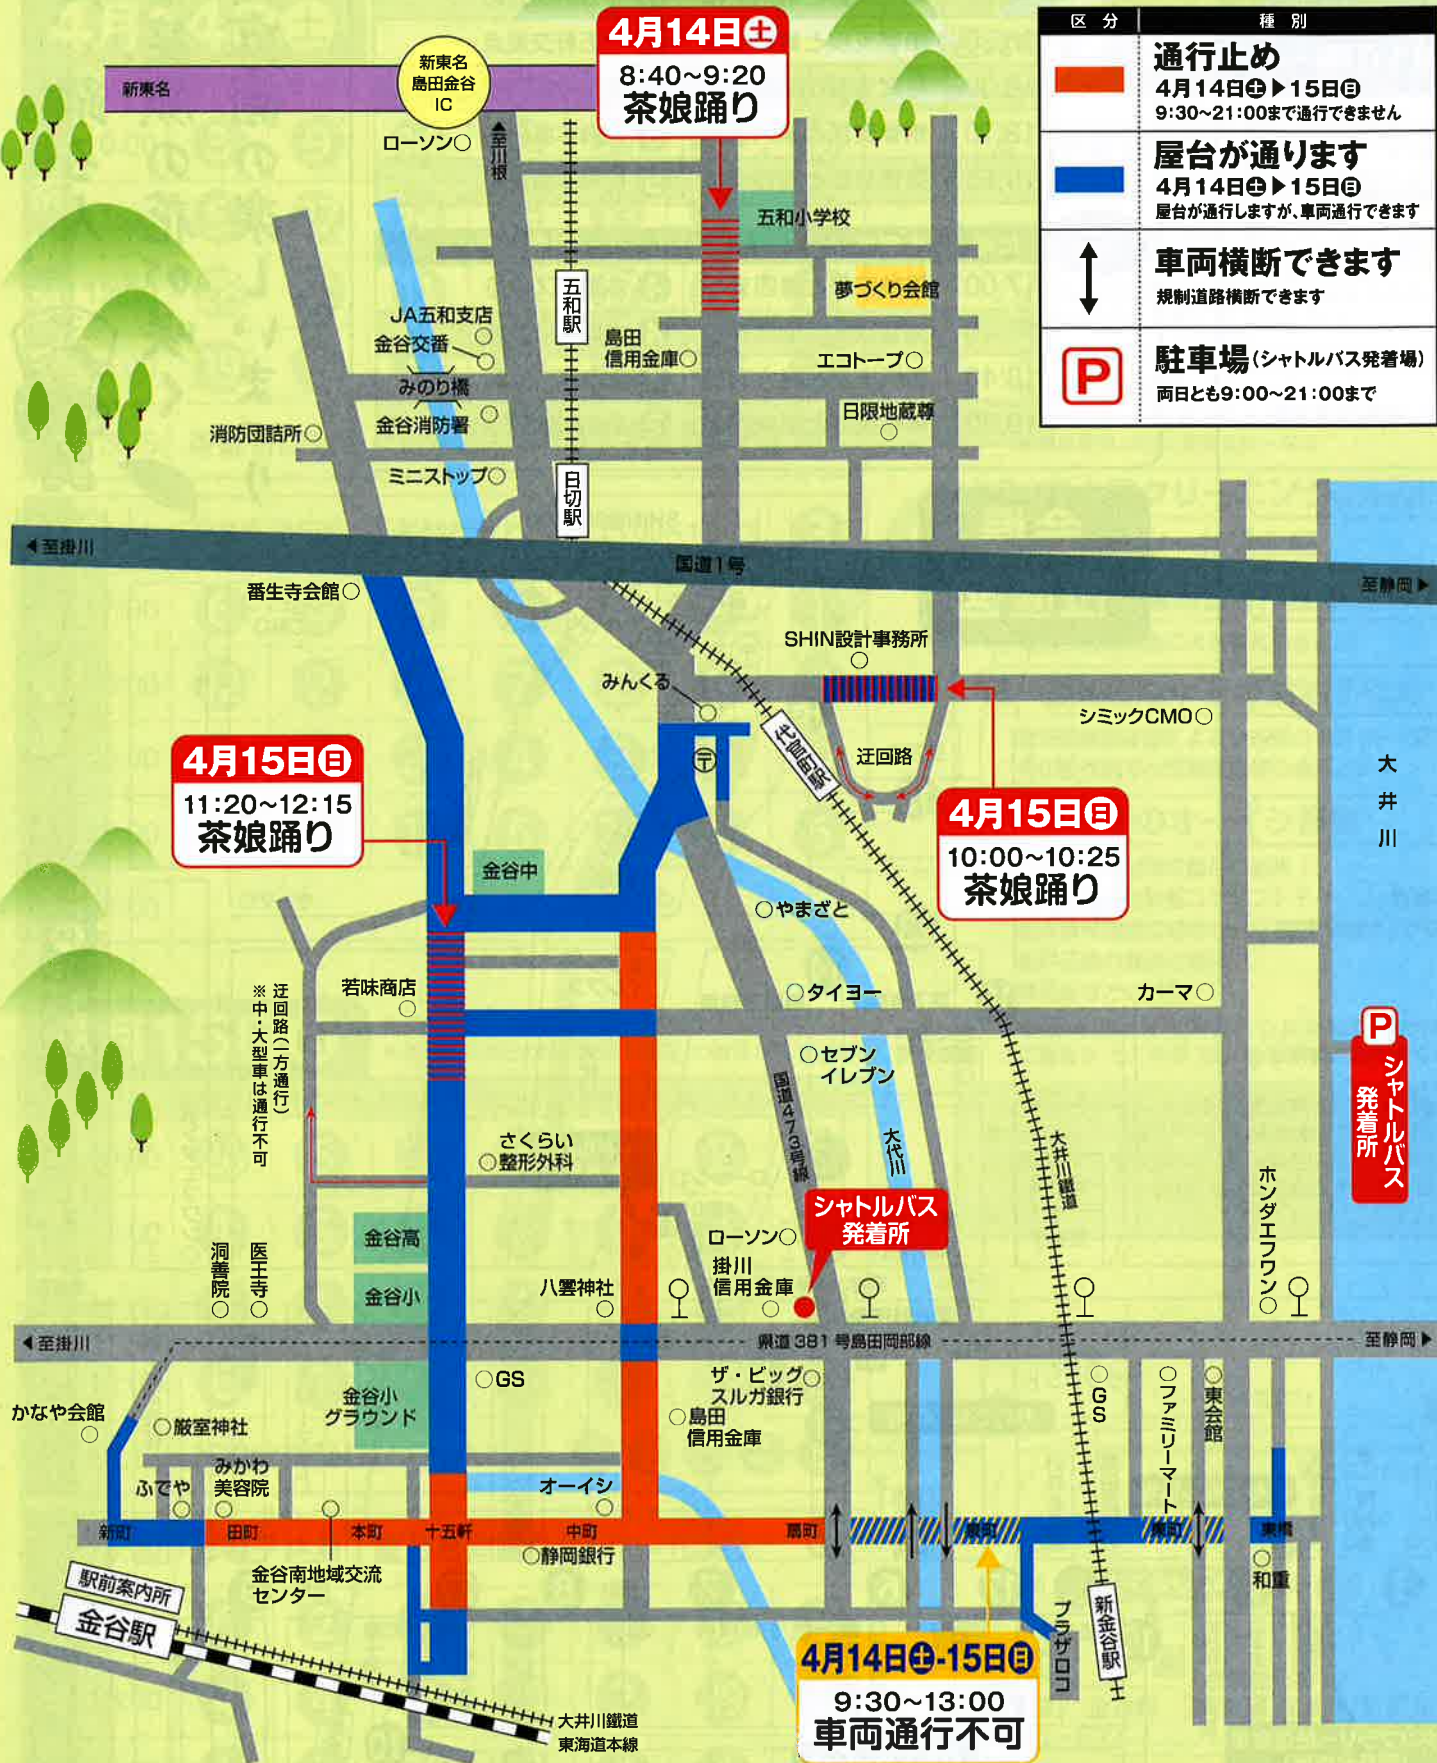 区 分
種 別
通行止め
4月14日㊏▶15日㊐
9:30~21:00まで通行できません
屋台が通ります
4月14日㊏▶15日㊐
屋台が通行しますが、車両通行できます
車両横断できます
規制道路横断できます
P
駐車場(シャトルバス発着場)
両日とも9:00~21:00まで
4月14日㊏
8:40~9:20
茶娘踊り
新東名
新東名
島田金谷
IC
ローソン○
▲至川根
五和小学校
夢づくり会館
五和駅
JA五和支店
金谷交番
みのり橋
金谷消防署
島田
信用金庫○
エコトープ○
日限地蔵尊
消防団詰所○
ミニストップ○
日切駅
◀至掛川
国道1号
至静岡▶
番生寺会館○
SHIN設計事務所
みんくる
〒
シミックCMO○
代官町駅
迂回路
大井川
4月15日㊐
11:20~12:15
茶娘踊り
4月15日㊐
10:00~10:25
茶娘踊り
金谷中
○やまざと
若味商店
○タイヨー
カーマ○
迂回路(一方通行)
※中・大型車は通行不可
○セブン
イレブン
国道473号線
大代川
大井川鐵道
P
シャトルバス
発着所
さくらい
○整形外科
シャトルバス
発着所
ホンダエフワン○
金谷高
ローソン○
洞善院○
医王寺○
掛川
信用金庫
金谷小
八雲神社
◀至掛川
県道 381 号島田岡部線
至静岡▶
○GS
ザ・ビッグ○
スルガ銀行
○GS
○ファミリーマート
○東会館
金谷小
グラウンド
○島田
信用金庫
かなや会館
○巌室神社
みかわ
美容院
ふでや
オーイシ
新町
田町
本町
十五軒
中町
扇町
泉町
東町
東橋
○静岡銀行
金谷南地域交流
センター
○
和重
駅前案内所
金谷駅
プラザロコ
新金谷駅
4月14日㊏-15日㊐
9:30~13:00
車両通行不可
大井川鐵道
東海道本線